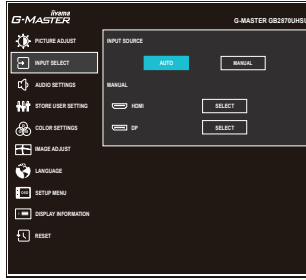 iiyama
G-MASTER
G-MASTER GB2870UHSU
PICTURE ADJUST
INPUT SELECT
AUDIO SETTINGS
STORE USER SETTING
COLOR SETTINGS
IMAGE ADJUST
LANGUAGE
OSD
SETUP MENU
DISPLAY INFORMATION
RESET
INPUT SOURCE
AUTO
MANUAL
MANUAL
HDMI
SELECT
DP
SELECT